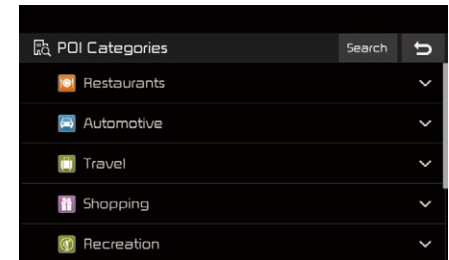 POI Categories Search
Restaurants
Automotive
Travel
Shopping
Recreation